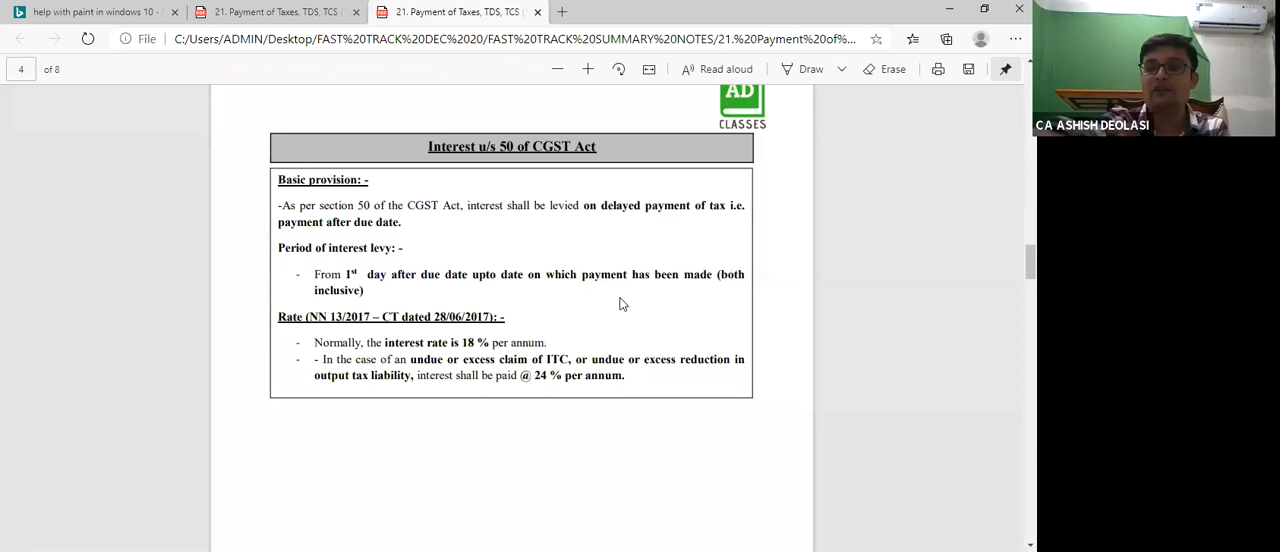 help with paint in windows 10 -
21. Payment of Taxes, TDS, TCS (
21. Payment of Taxes, TDS, TCS (
File
C:/Users/ADMIN/Desktop/FAST%20TRACK%20DEC%202020/FAST%20TRACK%20SUMMARY%20NOTES/21.%20Payment%20of%...
4 of 8
Read aloud
Draw
Erase
AD
CLASSES
CA ASHISH DEOLASI
Interest u/s 50 of CGST Act
Basic provision: -
-As per section 50 of the CGST Act, interest shall be levied on delayed payment of tax i.e.
payment after due date.
Period of interest levy: -
- From 1st day after due date upto date on which payment has been made (both
inclusive)
Rate (NN 13/2017 – CT dated 28/06/2017): -
- Normally, the interest rate is 18 % per annum.
- - In the case of an undue or excess claim of ITC, or undue or excess reduction in
output tax liability, interest shall be paid @ 24 % per annum.